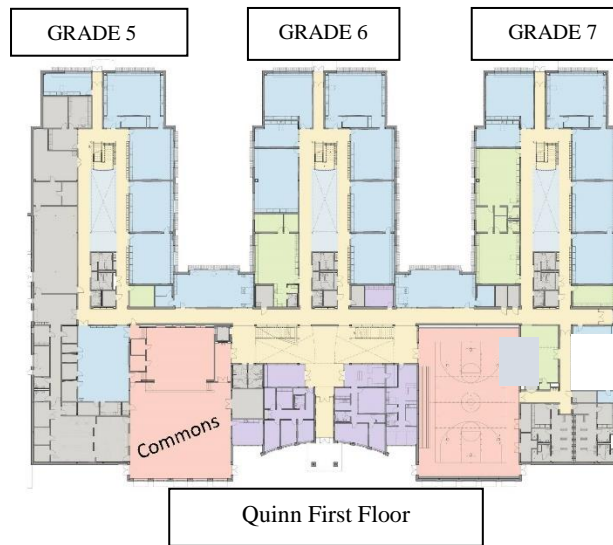 GRADE 5
GRADE 6
GRADE 7
Commons
Quinn First Floor